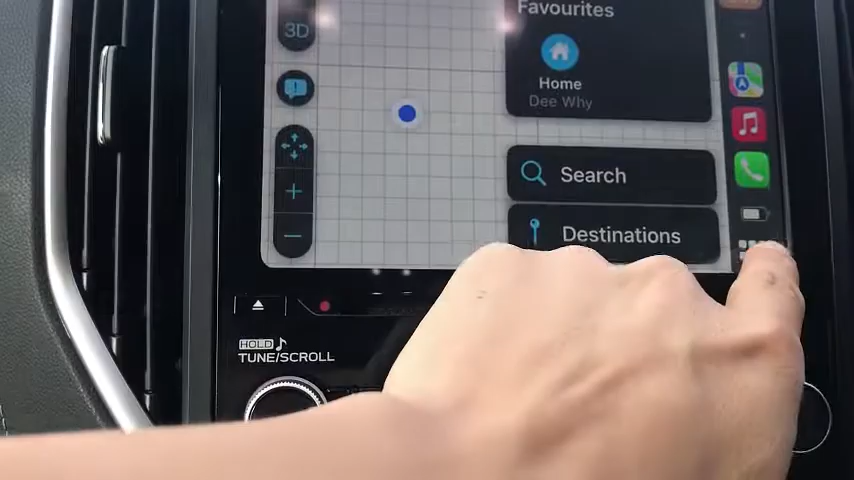 Favourites
3D
Home
Dee Why
Search
Destinations
HOLD
TUNE/SCROLL